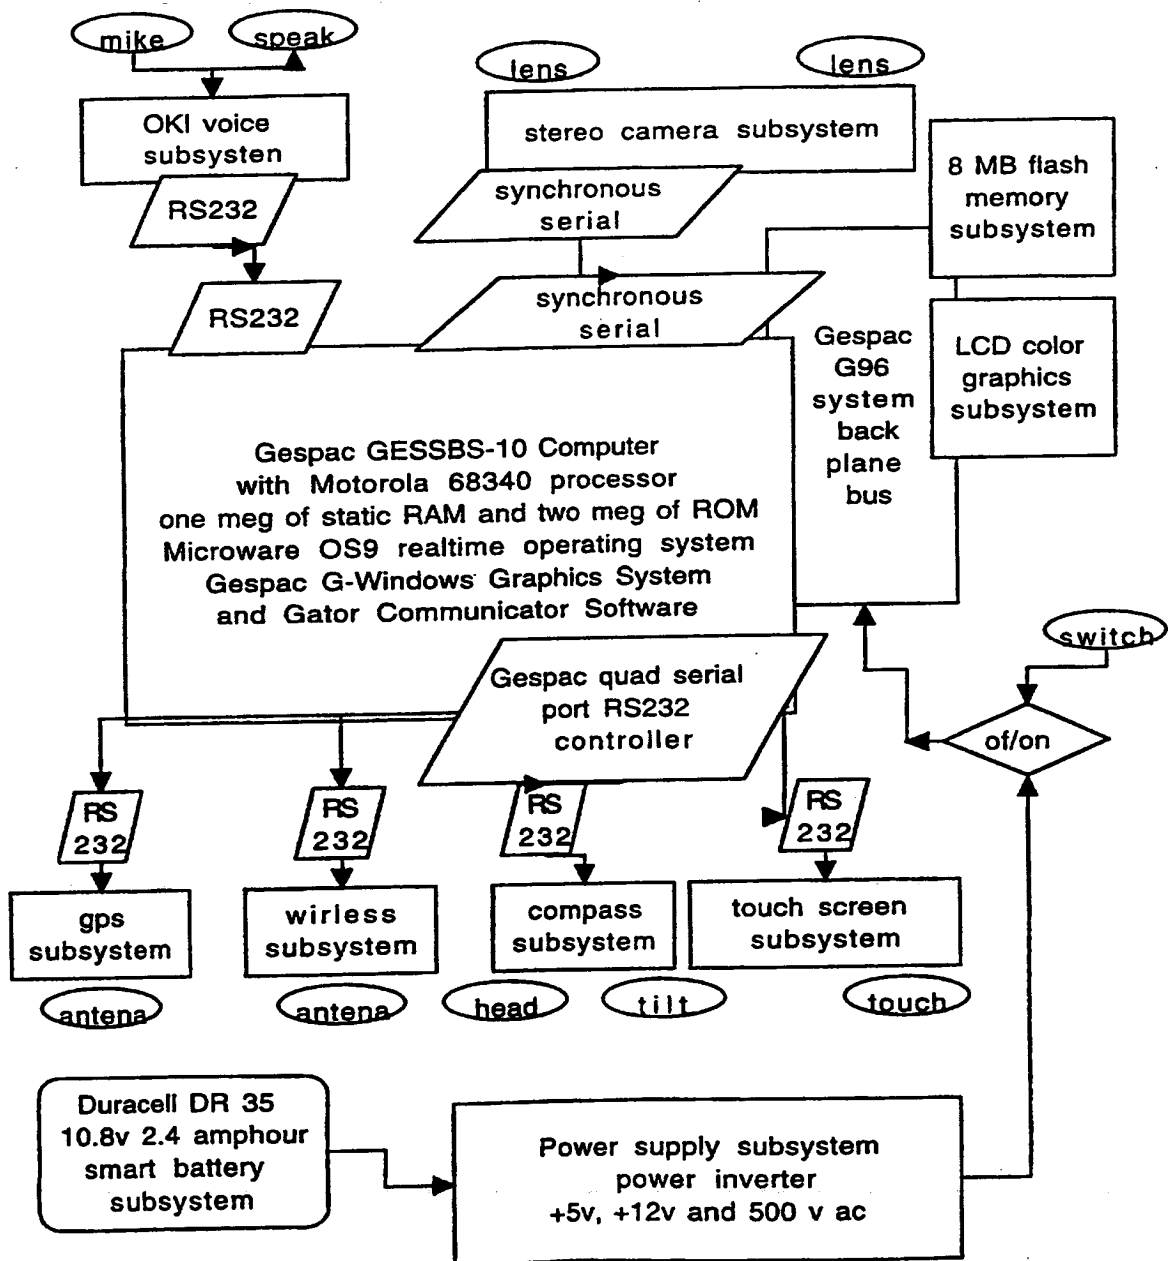 mike
speak
lens
lens
OKI voice
subsysten
stereo camera subsystem
8 MB flash
memory
subsystem
RS232
synchronous
serial
RS232
synchronous
serial
Gespac
G96
system
back
plane
bus
LCD color
graphics
subsystem
Gespac GESSBS-10 Computer
with Motorola 68340 processor
one meg of static RAM and two meg of ROM
Microware OS9 realtime operating system
Gespac G-Windows Graphics System
and Gator Communicator Software
switch
Gespac quad serial
port RS232
controller
of/on
RS
232
RS
232
RS
232
RS
232
gps
subsystem
wirless
subsystem
compass
subsystem
touch screen
subsystem
antena
antena
head
tilt
touch
Duracell DR 35
10.8v 2.4 amphour
smart battery
subsystem
Power supply subsystem
power inverter
+5v, +12v and 500 v ac